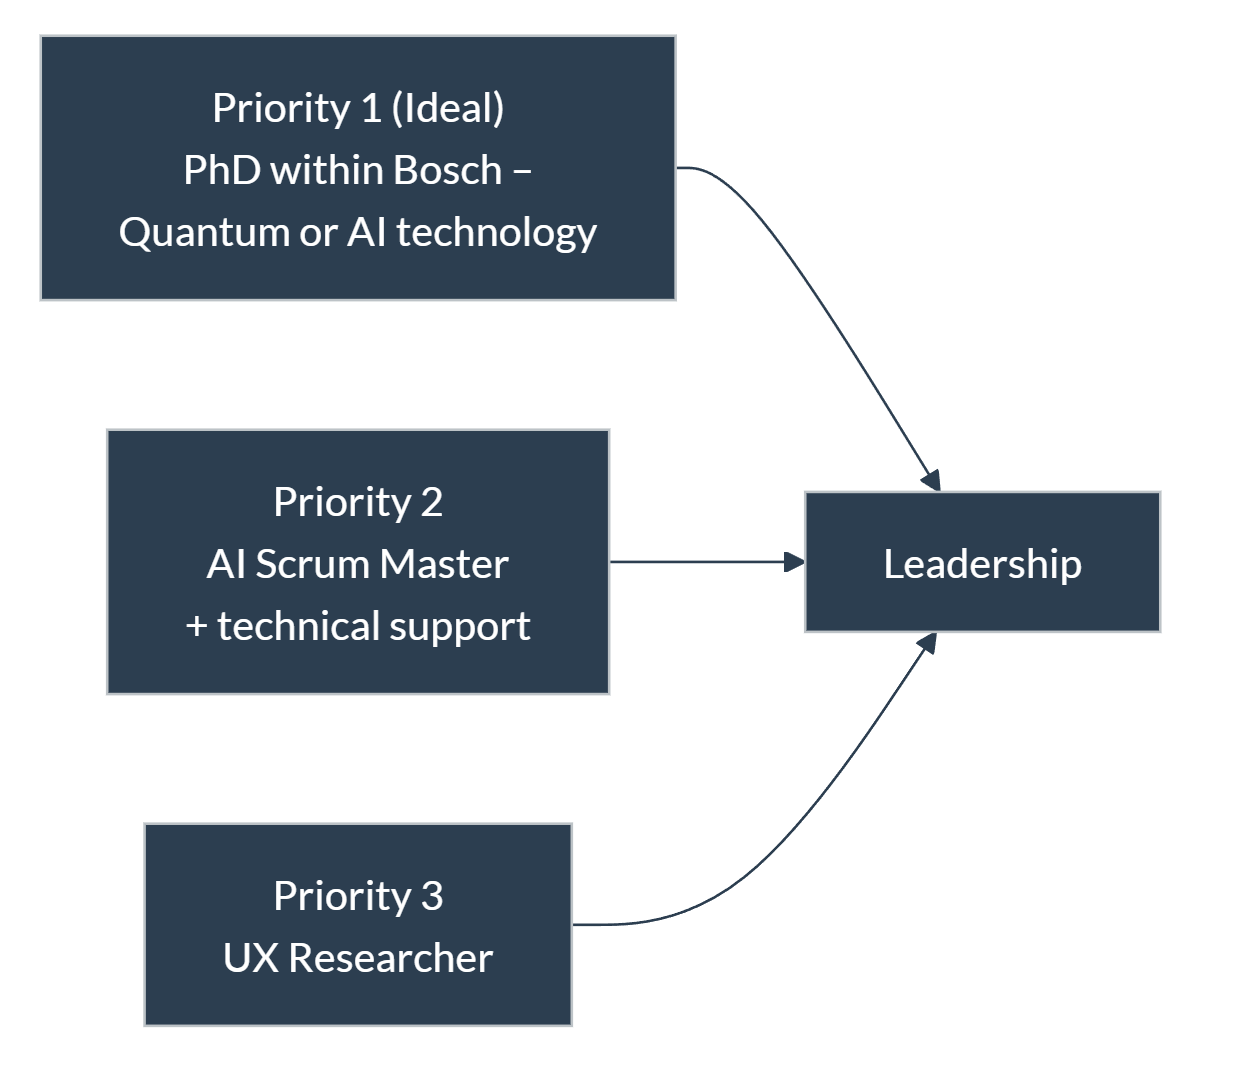 Priority 1 (Ideal)
PhD within Bosch –
Quantum or AI technology
Priority 2
AI Scrum Master
+ technical support
Leadership
Priority 3
UX Researcher